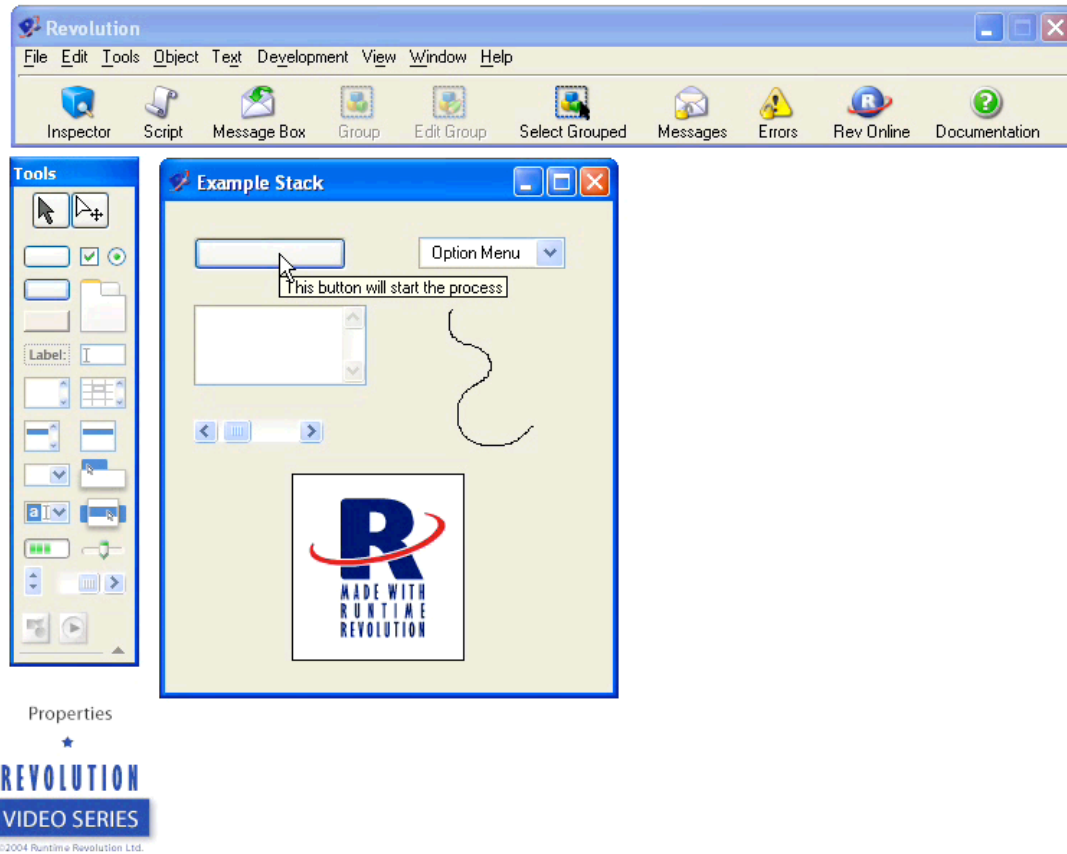 Revolution
File Edit Tools Object Text Development View Window Help
Inspector Script Message Box Group Edit Group Select Grouped Messages Errors Rev Online Documentation
Tools
Example Stack
Option Menu
This button will start the process
Label:
a
R
MADE WITH
RUNTIME
REVOLUTION
Properties
REVOLUTION
VIDEO SERIES
©2004 Runtime Revolution Ltd.